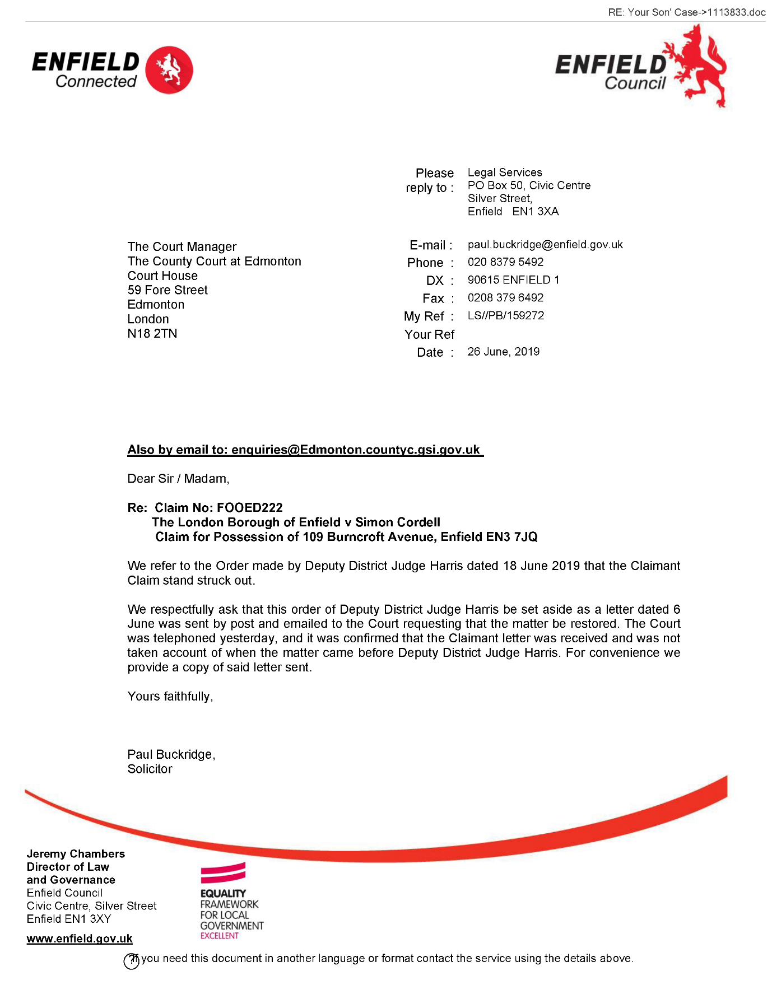 RE: Your Son' Case->1113833.doc
ENFIELD
Connected
ENFIELD
Council
Please reply to : Legal Services
PO Box 50, Civic Centre
Silver Street,
Enfield EN1 3XA
The Court Manager
The County Court at Edmonton
Court House
59 Fore Street
Edmonton
London
N18 2TN
E-mail : paul.buckridge@enfield.gov.uk
Phone : 020 8379 5492
DX : 90615 ENFIELD 1
Fax : 0208 379 6492
My Ref : LS//PB/159272
Your Ref
Date : 26 June, 2019
Also by email to: enquiries@Edmonton.countyc.gsi.gov.uk
Dear Sir / Madam,
Re: Claim No: FOOED222
The London Borough of Enfield v Simon Cordell
Claim for Possession of 109 Burncroft Avenue, Enfield EN3 7JQ
We refer to the Order made by Deputy District Judge Harris dated 18 June 2019 that the Claimant
Claim stand struck out.
We respectfully ask that this order of Deputy District Judge Harris be set aside as a letter dated 6
June was sent by post and emailed to the Court requesting that the matter be restored. The Court
was telephoned yesterday, and it was confirmed that the Claimant letter was received and was not
taken account of when the matter came before Deputy District Judge Harris. For convenience we
provide a copy of said letter sent.
Yours faithfully,
Paul Buckridge,
Solicitor
Jeremy Chambers
Director of Law
and Governance
Enfield Council
Civic Centre, Silver Street
Enfield EN1 3XY
www.enfield.gov.uk
EQUALITY
FRAMEWORK
FOR LOCAL
GOVERNMENT
EXCELLENT
? If you need this document in another language or format contact the service using the details above.